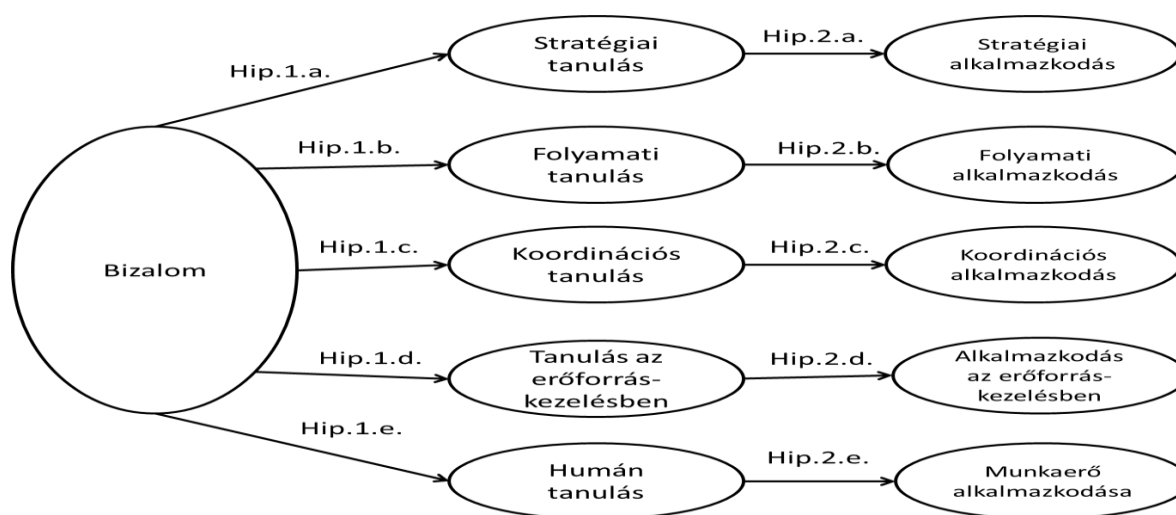 Bizalom
Hip.1.a.
Stratégiai
tanulás
Hip.2.a.
Stratégiai
alkalmazkodás
Hip.1.b.
Folyamati
tanulás
Hip.2.b.
Folyamati
alkalmazkodás
Hip.1.c.
Koordinációs
tanulás
Hip.2.c.
Koordinációs
alkalmazkodás
Hip.1.d.
Tanulás az
erőforrás-
kezelésben
Hip.2.d.
Alkalmazkodás
az erőforrás-
kezelésben
Hip.1.e.
Humán
tanulás
Hip.2.e.
Munkaerő
alkalmazkodása